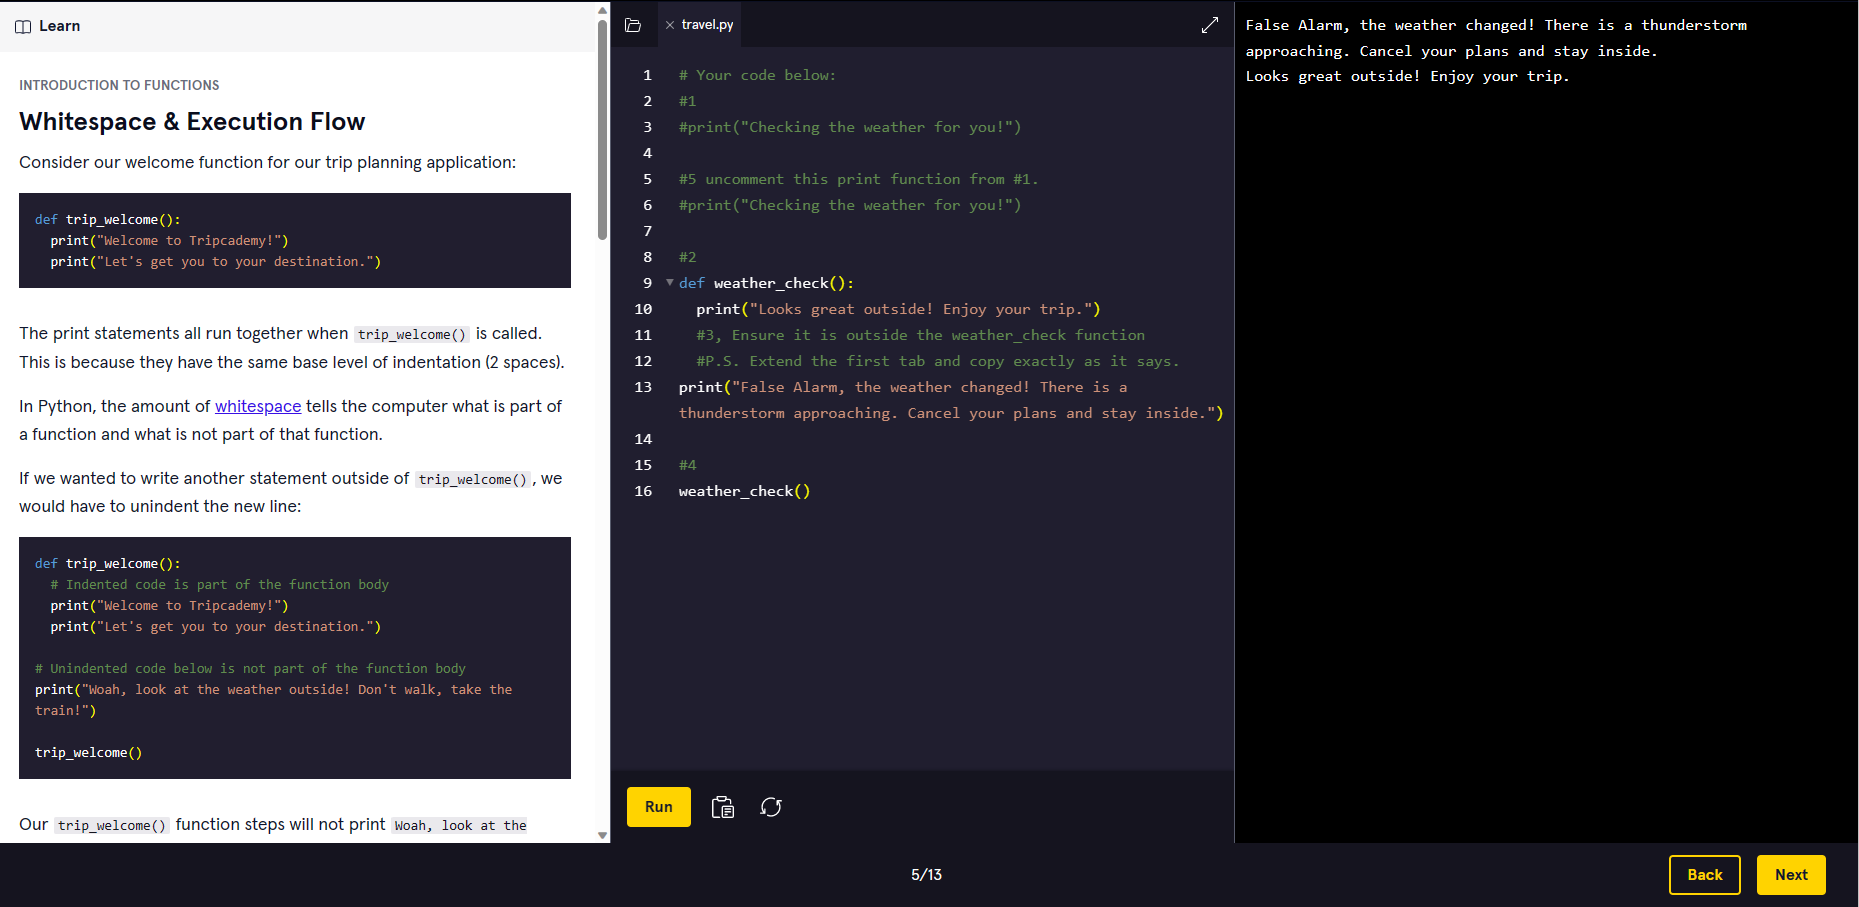 Learn
INTRODUCTION TO FUNCTIONS
Whitespace & Execution Flow
Consider our welcome function for our trip planning application:
def trip_welcome():
  print("Welcome to Tripcademy!")
  print("Let's get you to your destination.")
The print statements all run together when trip_welcome() is called.
This is because they have the same base level of indentation (2 spaces).
In Python, the amount of whitespace tells the computer what is part of
a function and what is not part of that function.
If we wanted to write another statement outside of trip_welcome(), we
would have to unindent the new line:
def trip_welcome():
  # Indented code is part of the function body
  print("Welcome to Tripcademy!")
  print("Let's get you to your destination.")
# Unindented code below is not part of the function body
print("Woah, look at the weather outside! Don't walk, take the
train!")
trip_welcome()
Our trip_welcome() function steps will not print Woah, look at the
travel.py
1 # Your code below:
2 #1
3 #print("Checking the weather for you!")
4
5 #5 uncomment this print function from #1.
6 #print("Checking the weather for you!")
7
8 #2
9 def weather_check():
10   print("Looks great outside! Enjoy your trip.")
11   #3, Ensure it is outside the weather_check function
12   #P.S. Extend the first tab and copy exactly as it says.
13 print("False Alarm, the weather changed! There is a
thunderstorm approaching. Cancel your plans and stay inside.")
14
15 #4
16 weather_check()
Run
False Alarm, the weather changed! There is a thunderstorm
approaching. Cancel your plans and stay inside.
Looks great outside! Enjoy your trip.
5/13
Back
Next